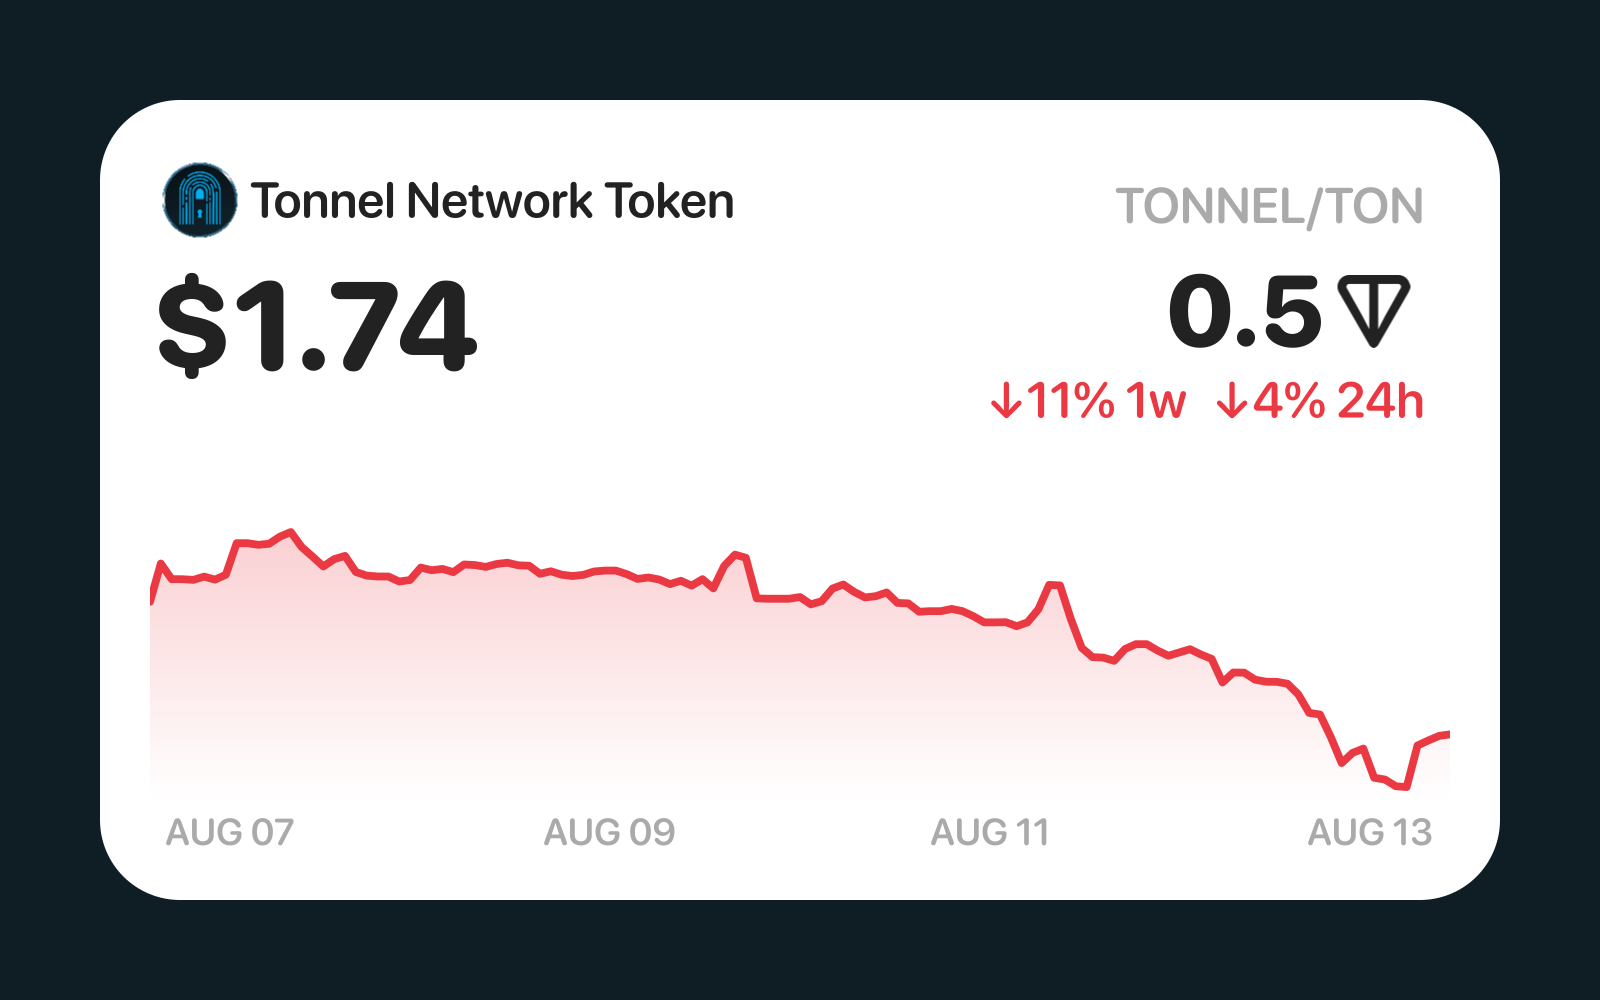 Tonnel Network Token
TONNEL/TON
$1.74
0.5
↓11% 1w ↓4% 24h
AUG 07
AUG 09
AUG 11
AUG 13